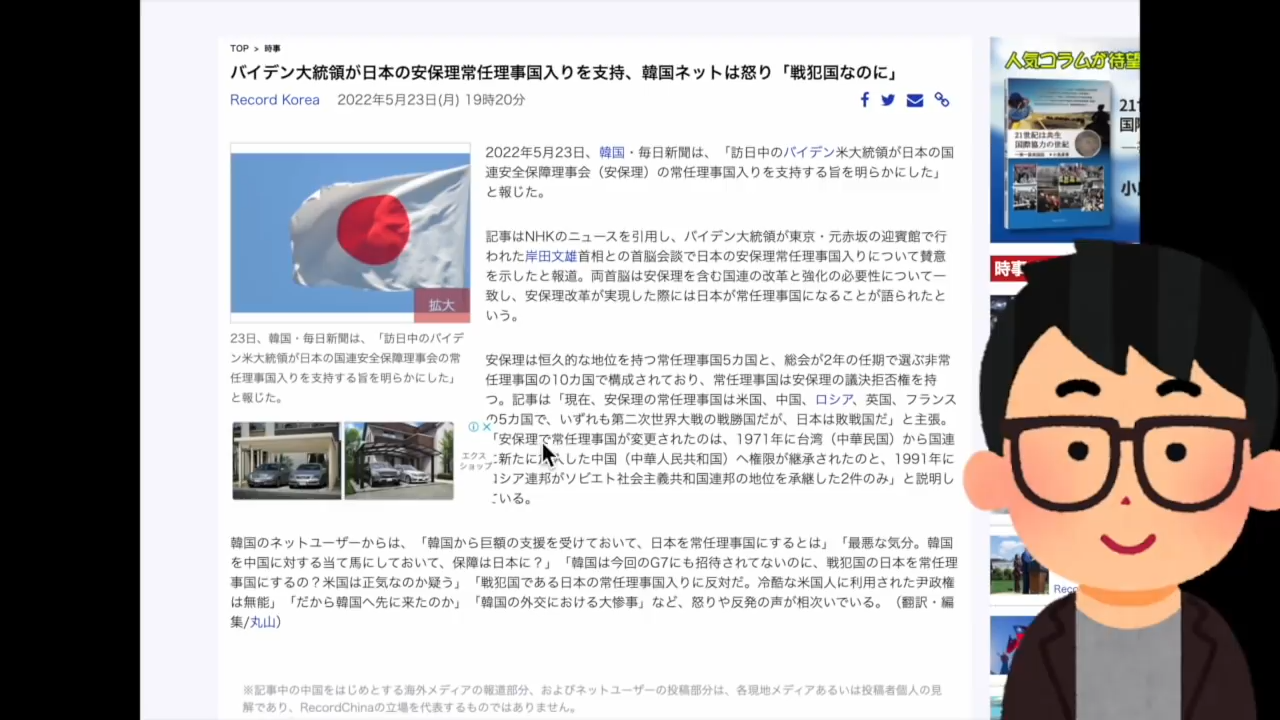 TOP > 時事
バイデン大統領が日本の安保理常任理事国入りを支持、韓国ネットは怒り「戦犯国なのに」
Record Korea 2022年5月23日(月) 19時20分
拡大
23日、韓国・毎日新聞は、「訪日中のバイデ
ン米大統領が日本の国連安全保障理事会の常
任理事国入りを支持する旨を明らかにした」
と報じた。
エクス
ショップ
2022年5月23日、韓国・毎日新聞は、「訪日中のバイデン米大統領が日本の国
連安全保障理事会（安保理）の常任理事国入りを支持する旨を明らかにした」
と報じた。
記事はNHKのニュースを引用し、バイデン大統領が東京・元赤坂の迎賓館で行
われた岸田文雄首相との首脳会談で日本の安保理常任理事国入りについて賛意
を示したと報道。両首脳は安保理を含む国連の改革と強化の必要性について一
致し、安保理改革が実現した際には日本が常任理事国になることが語られたと
いう。
安保理は恒久的な地位を持つ常任理事国5カ国と、総会が2年の任期で選ぶ非常
任理事国の10カ国で構成されており、常任理事国は安保理の議決拒否権を持
つ。記事は「現在、安保理の常任理事国は米国、中国、ロシア、英国、フランス
の5カ国で、いずれも第二次世界大戦の戦勝国だが、日本は敗戦国だ」と主張。
「安保理で常任理事国が変更されたのは、1971年に台湾（中華民国）から国連
に新たに した中国（中華人民共和国）へ権限が継承されたのと、1991年に
ロシア連邦がソビエト社会主義共和国連邦の地位を承継した2件のみ」と説明し
ている。
韓国のネットユーザーからは、「韓国から巨額の支援を受けておいて、日本を常任理事国にするとは」「最悪な気分。韓国
を中国に対する当て馬にしておいて、保障は日本に？」「韓国は今回のG7にも招待されてないのに、戦犯国の日本を常任理
事国にするの？米国は正気なのか疑う」「戦犯国である日本の常任理事国入りに反対だ。冷酷な米国人に利用された尹政権
は無能」「だから韓国へ先に来たのか」「韓国の外交における大惨事」など、怒りや反発の声が相次いでいる。（翻訳・編
集/丸山）
※記事中の中国をはじめとする海外メディアの報道部分、およびネットユーザーの投稿部分は、各現地メディアあるいは投稿者個人の見
解であり、RecordChinaの立場を代表するものではありません。
人気コラムが待望
21世紀は共生
国際協力の世紀
時事